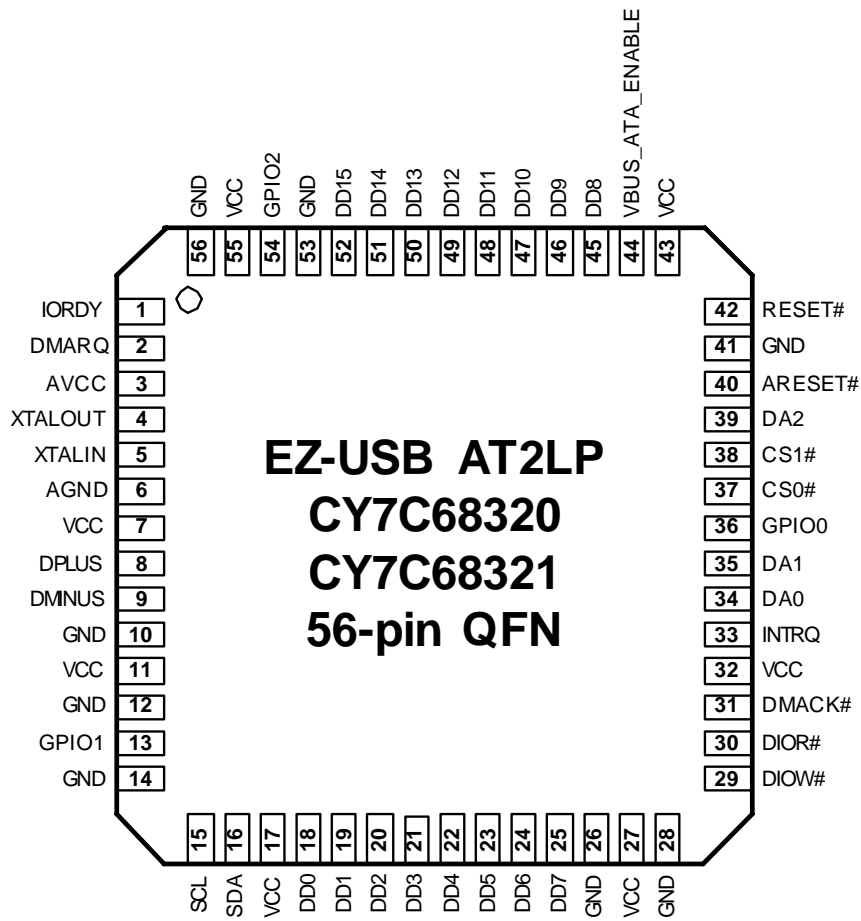 GND VCC GPIO2 GND DD15 DD14 DD13 DD12 DD11 DD10 DD9 DD8 VBUS_ATA_ENABLE VCC
56 55 54 53 52 51 50 49 48 47 46 45 44 43
IORDY 1
DMARQ 2
AVCC 3
XTALOUT 4
XTALIN 5
AGND 6
VCC 7
DPLUS 8
DMINUS 9
GND 10
VCC 11
GND 12
GPIO1 13
GND 14
EZ-USB AT2LP
CY7C68320
CY7C68321
56-pin QFN
42 RESET#
41 GND
40 ARESET#
39 DA2
38 CS1#
37 CS0#
36 GPIO0
35 DA1
34 DA0
33 INTRQ
32 VCC
31 DMACK#
30 DIOR#
29 DIOW#
15 16 17 18 19 20 21 22 23 24 25 26 27 28
SCL SDA VCC DD0 DD1 DD2 DD3 DD4 DD5 DD6 DD7 GND VCC GND